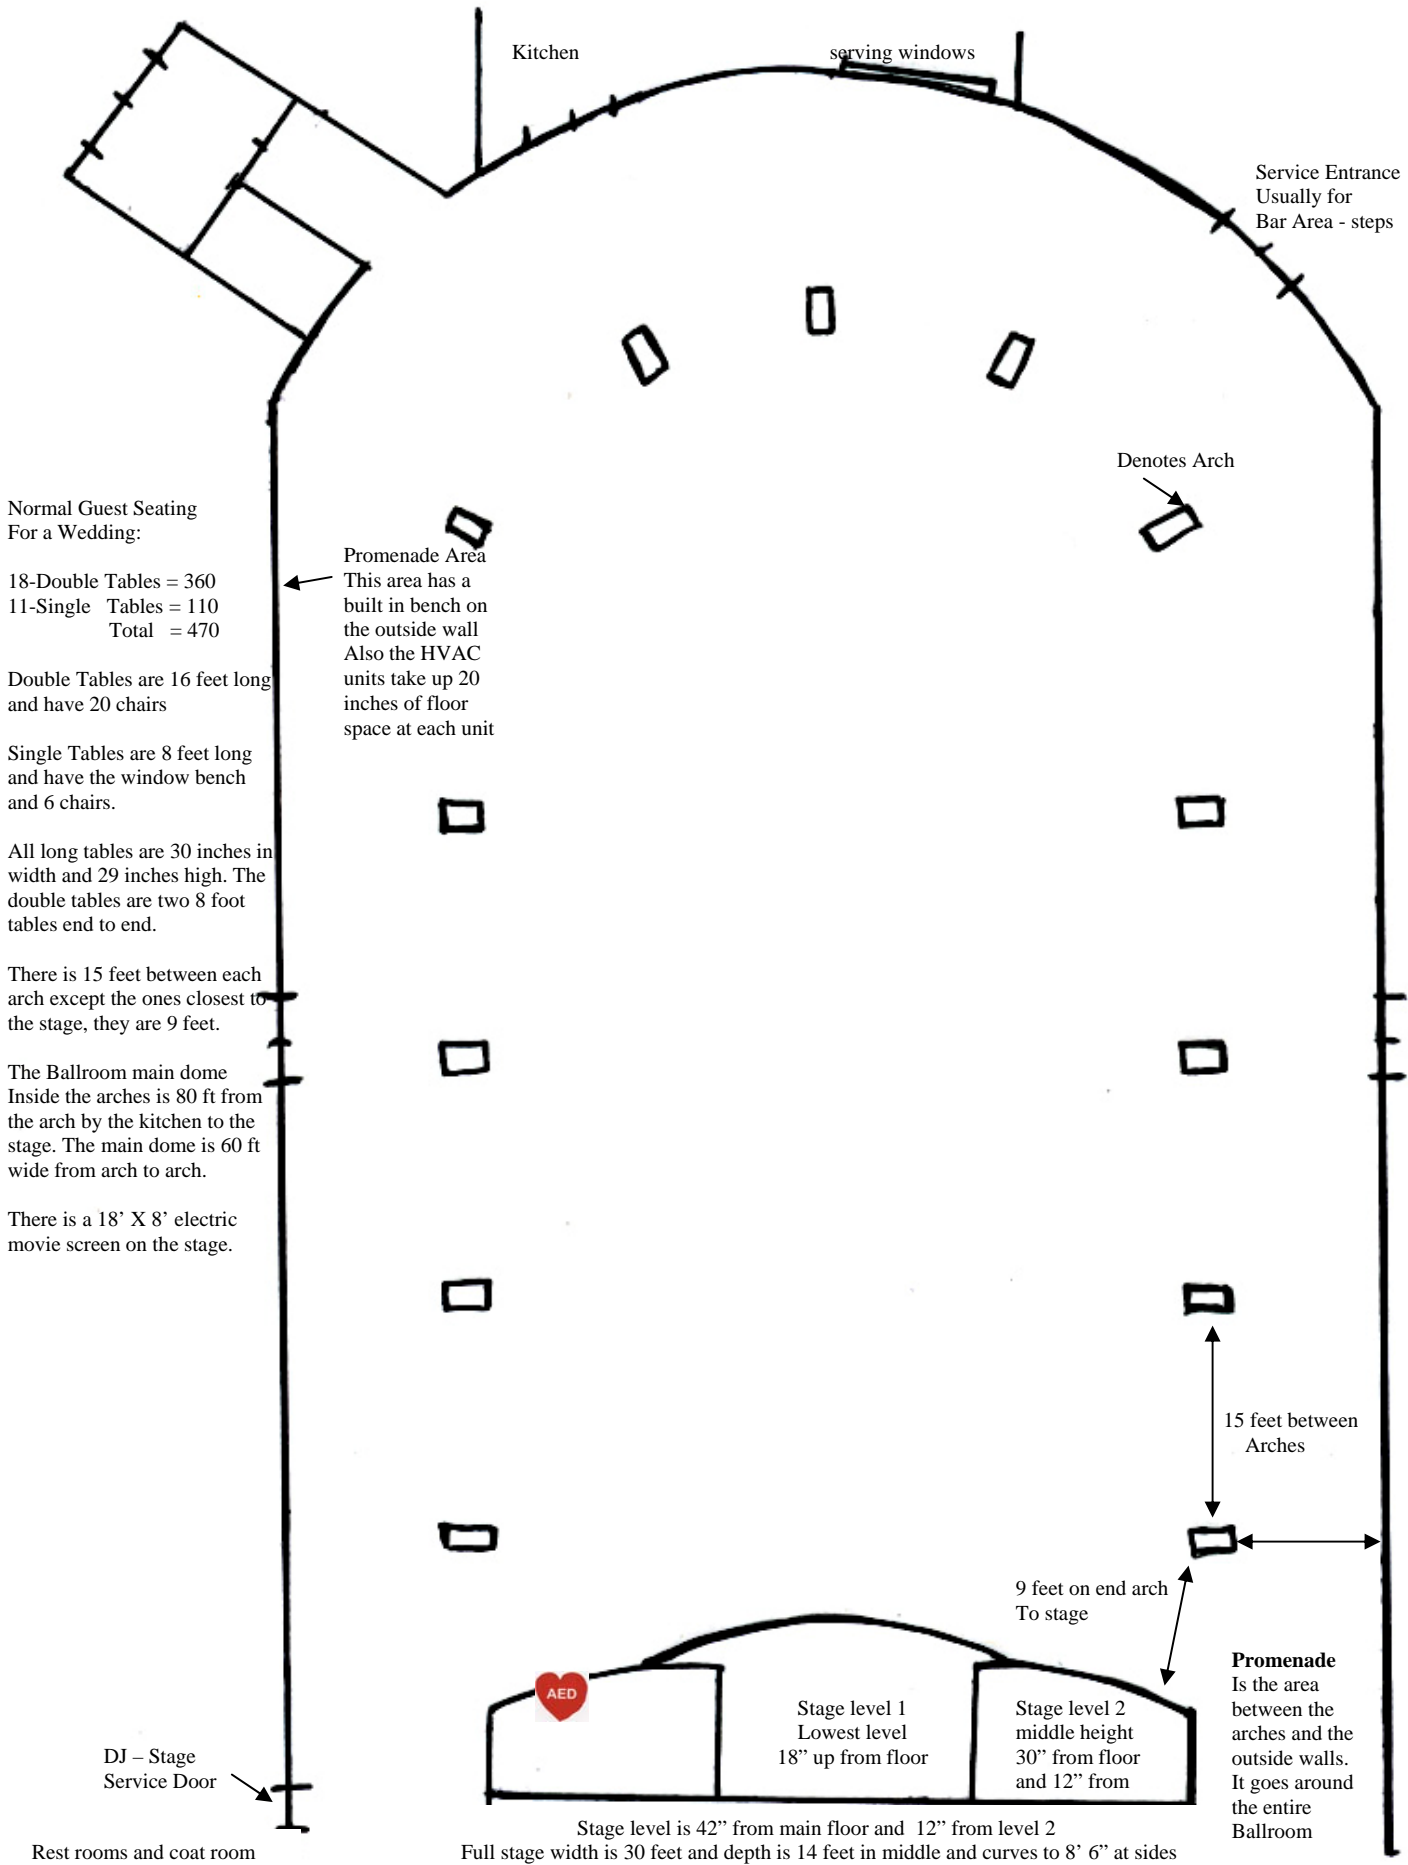 Kitchen
serving windows
Service Entrance
Usually for
Bar Area - steps
Denotes Arch
Normal Guest Seating
For a Wedding:
18-Double Tables = 360
11-Single Tables = 110
Total = 470
Double Tables are 16 feet long
and have 20 chairs
Single Tables are 8 feet long
and have the window bench
and 6 chairs.
All long tables are 30 inches in
width and 29 inches high. The
double tables are two 8 foot
tables end to end.
There is 15 feet between each
arch except the ones closest to
the stage, they are 9 feet.
The Ballroom main dome
Inside the arches is 80 ft from
the arch by the kitchen to the
stage. The main dome is 60 ft
wide from arch to arch.
There is a 18’ X 8’ electric
movie screen on the stage.
Promenade Area
This area has a
built in bench on
the outside wall
Also the HVAC
units take up 20
inches of floor
space at each unit
15 feet between
Arches
9 feet on end arch
To stage
Promenade
Is the area
between the
arches and the
outside walls.
It goes around
the entire
Ballroom
AED
Stage level 1
Lowest level
18” up from floor
Stage level 2
middle height
30” from floor
and 12” from
DJ – Stage
Service Door
Stage level is 42” from main floor and 12” from level 2
Rest rooms and coat room
Full stage width is 30 feet and depth is 14 feet in middle and curves to 8’ 6” at sides